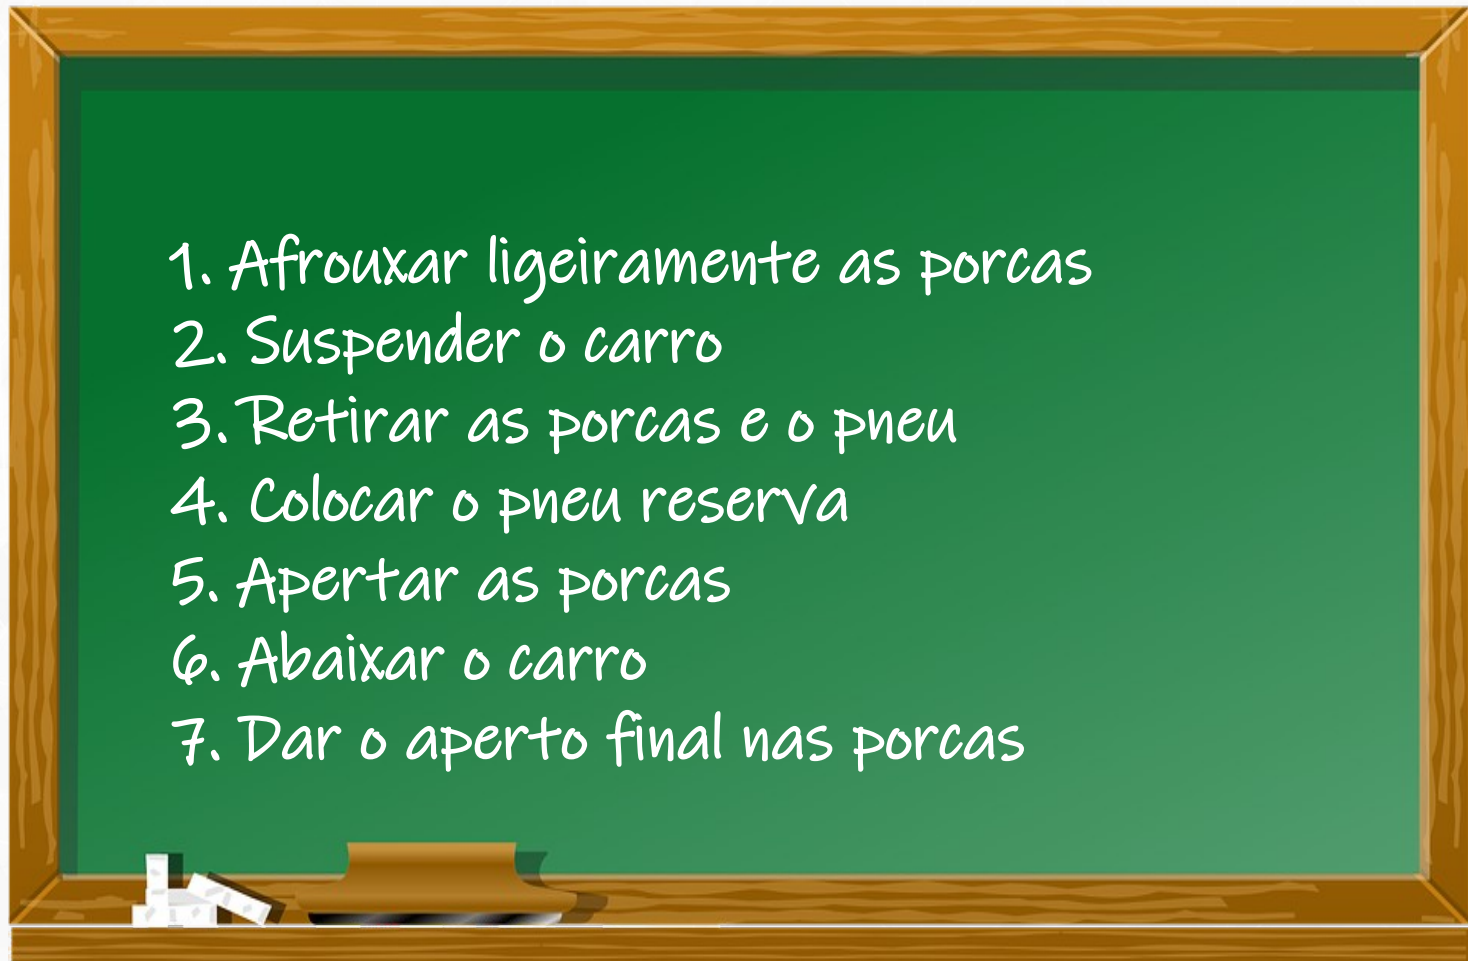 1. Afrouxar ligeiramente as porcas
2. Suspender o carro
3. Retirar as porcas e o pneu
4. Colocar o pneu reserva
5. Apertar as porcas
6. Abaixar o carro
7. Dar o aperto final nas porcas